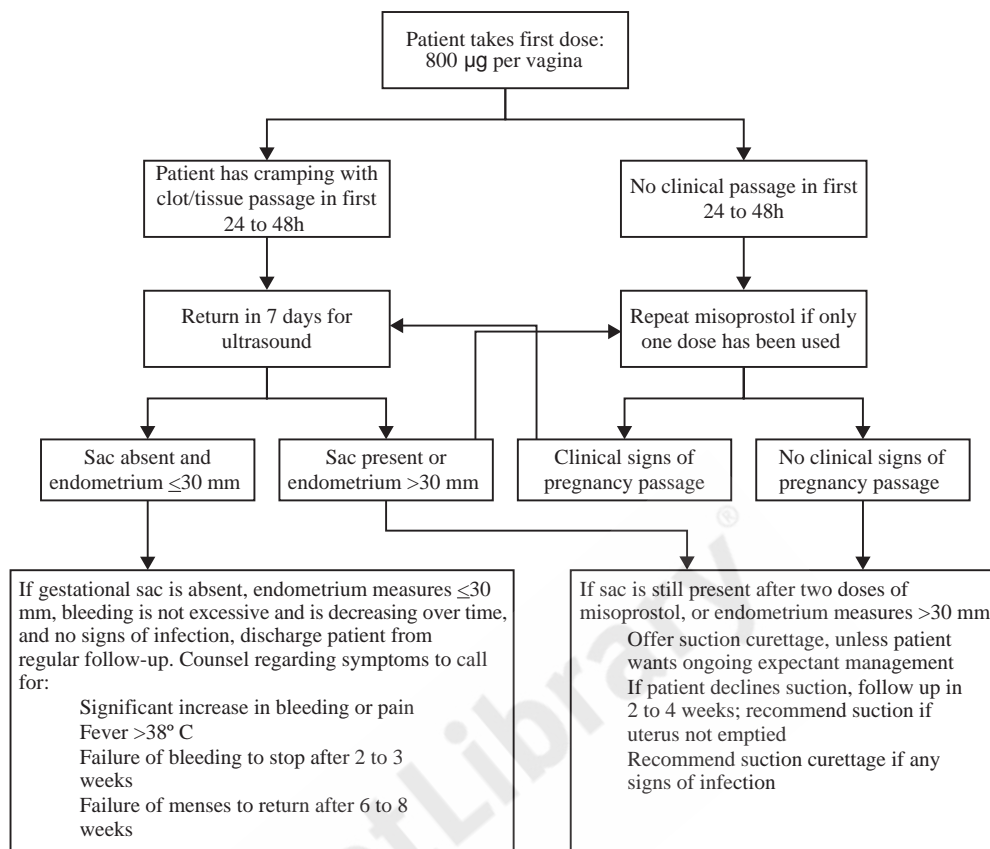 Patient takes first dose:
800 µg per vagina
Patient has cramping with
clot/tissue passage in first
24 to 48h
No clinical passage in first
24 to 48h
Return in 7 days for
ultrasound
Repeat misoprostol if only
one dose has been used
Sac absent and
endometrium ≤30 mm
Sac present or
endometrium >30 mm
Clinical signs of
pregnancy passage
No clinical signs of
pregnancy passage
If gestational sac is absent, endometrium measures ≤30
mm, bleeding is not excessive and is decreasing over time,
and no signs of infection, discharge patient from
regular follow-up. Counsel regarding symptoms to call
for:
Significant increase in bleeding or pain
Fever >38º C
Failure of bleeding to stop after 2 to 3
weeks
Failure of menses to return after 6 to 8
weeks
If sac is still present after two doses of
misoprostol, or endometrium measures >30 mm
Offer suction curettage, unless patient
wants ongoing expectant management
If patient declines suction, follow up in
2 to 4 weeks; recommend suction if
uterus not emptied
Recommend suction curettage if any
signs of infection
etLibrary®